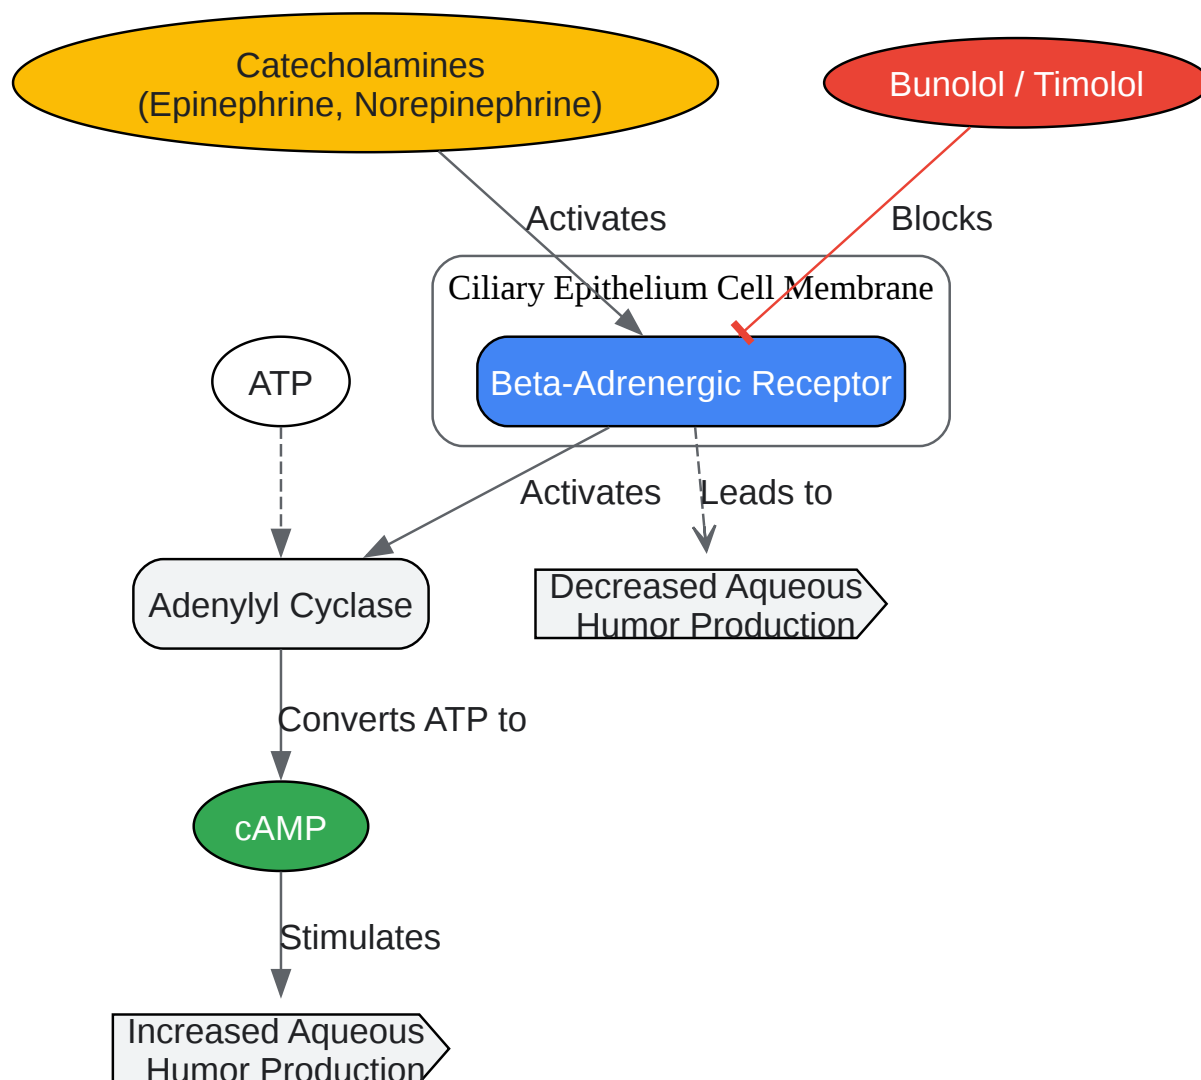 Catecholamines
(Epinephrine, Norepinephrine)
Bunolol / Timolol
Activates
Blocks
Ciliary Epithelium Cell Membrane
Beta-Adrenergic Receptor
ATP
Activates
Leads to
Decreased Aqueous
Humor Production
Adenylyl Cyclase
Converts ATP to
cAMP
Stimulates
Increased Aqueous
Humor Production